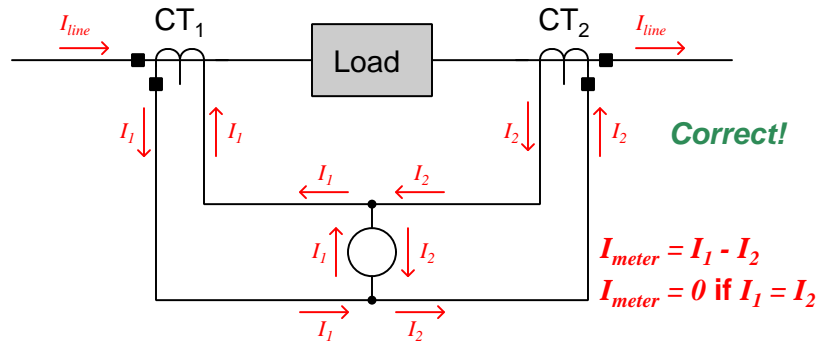 CT1 CT2
Iline Iline
Load
I1 I1 I2 I2 Correct!
I1 I2
I1 I2 Imeter = I1 - I2
Imeter = 0 if I1 = I2
I1 I2